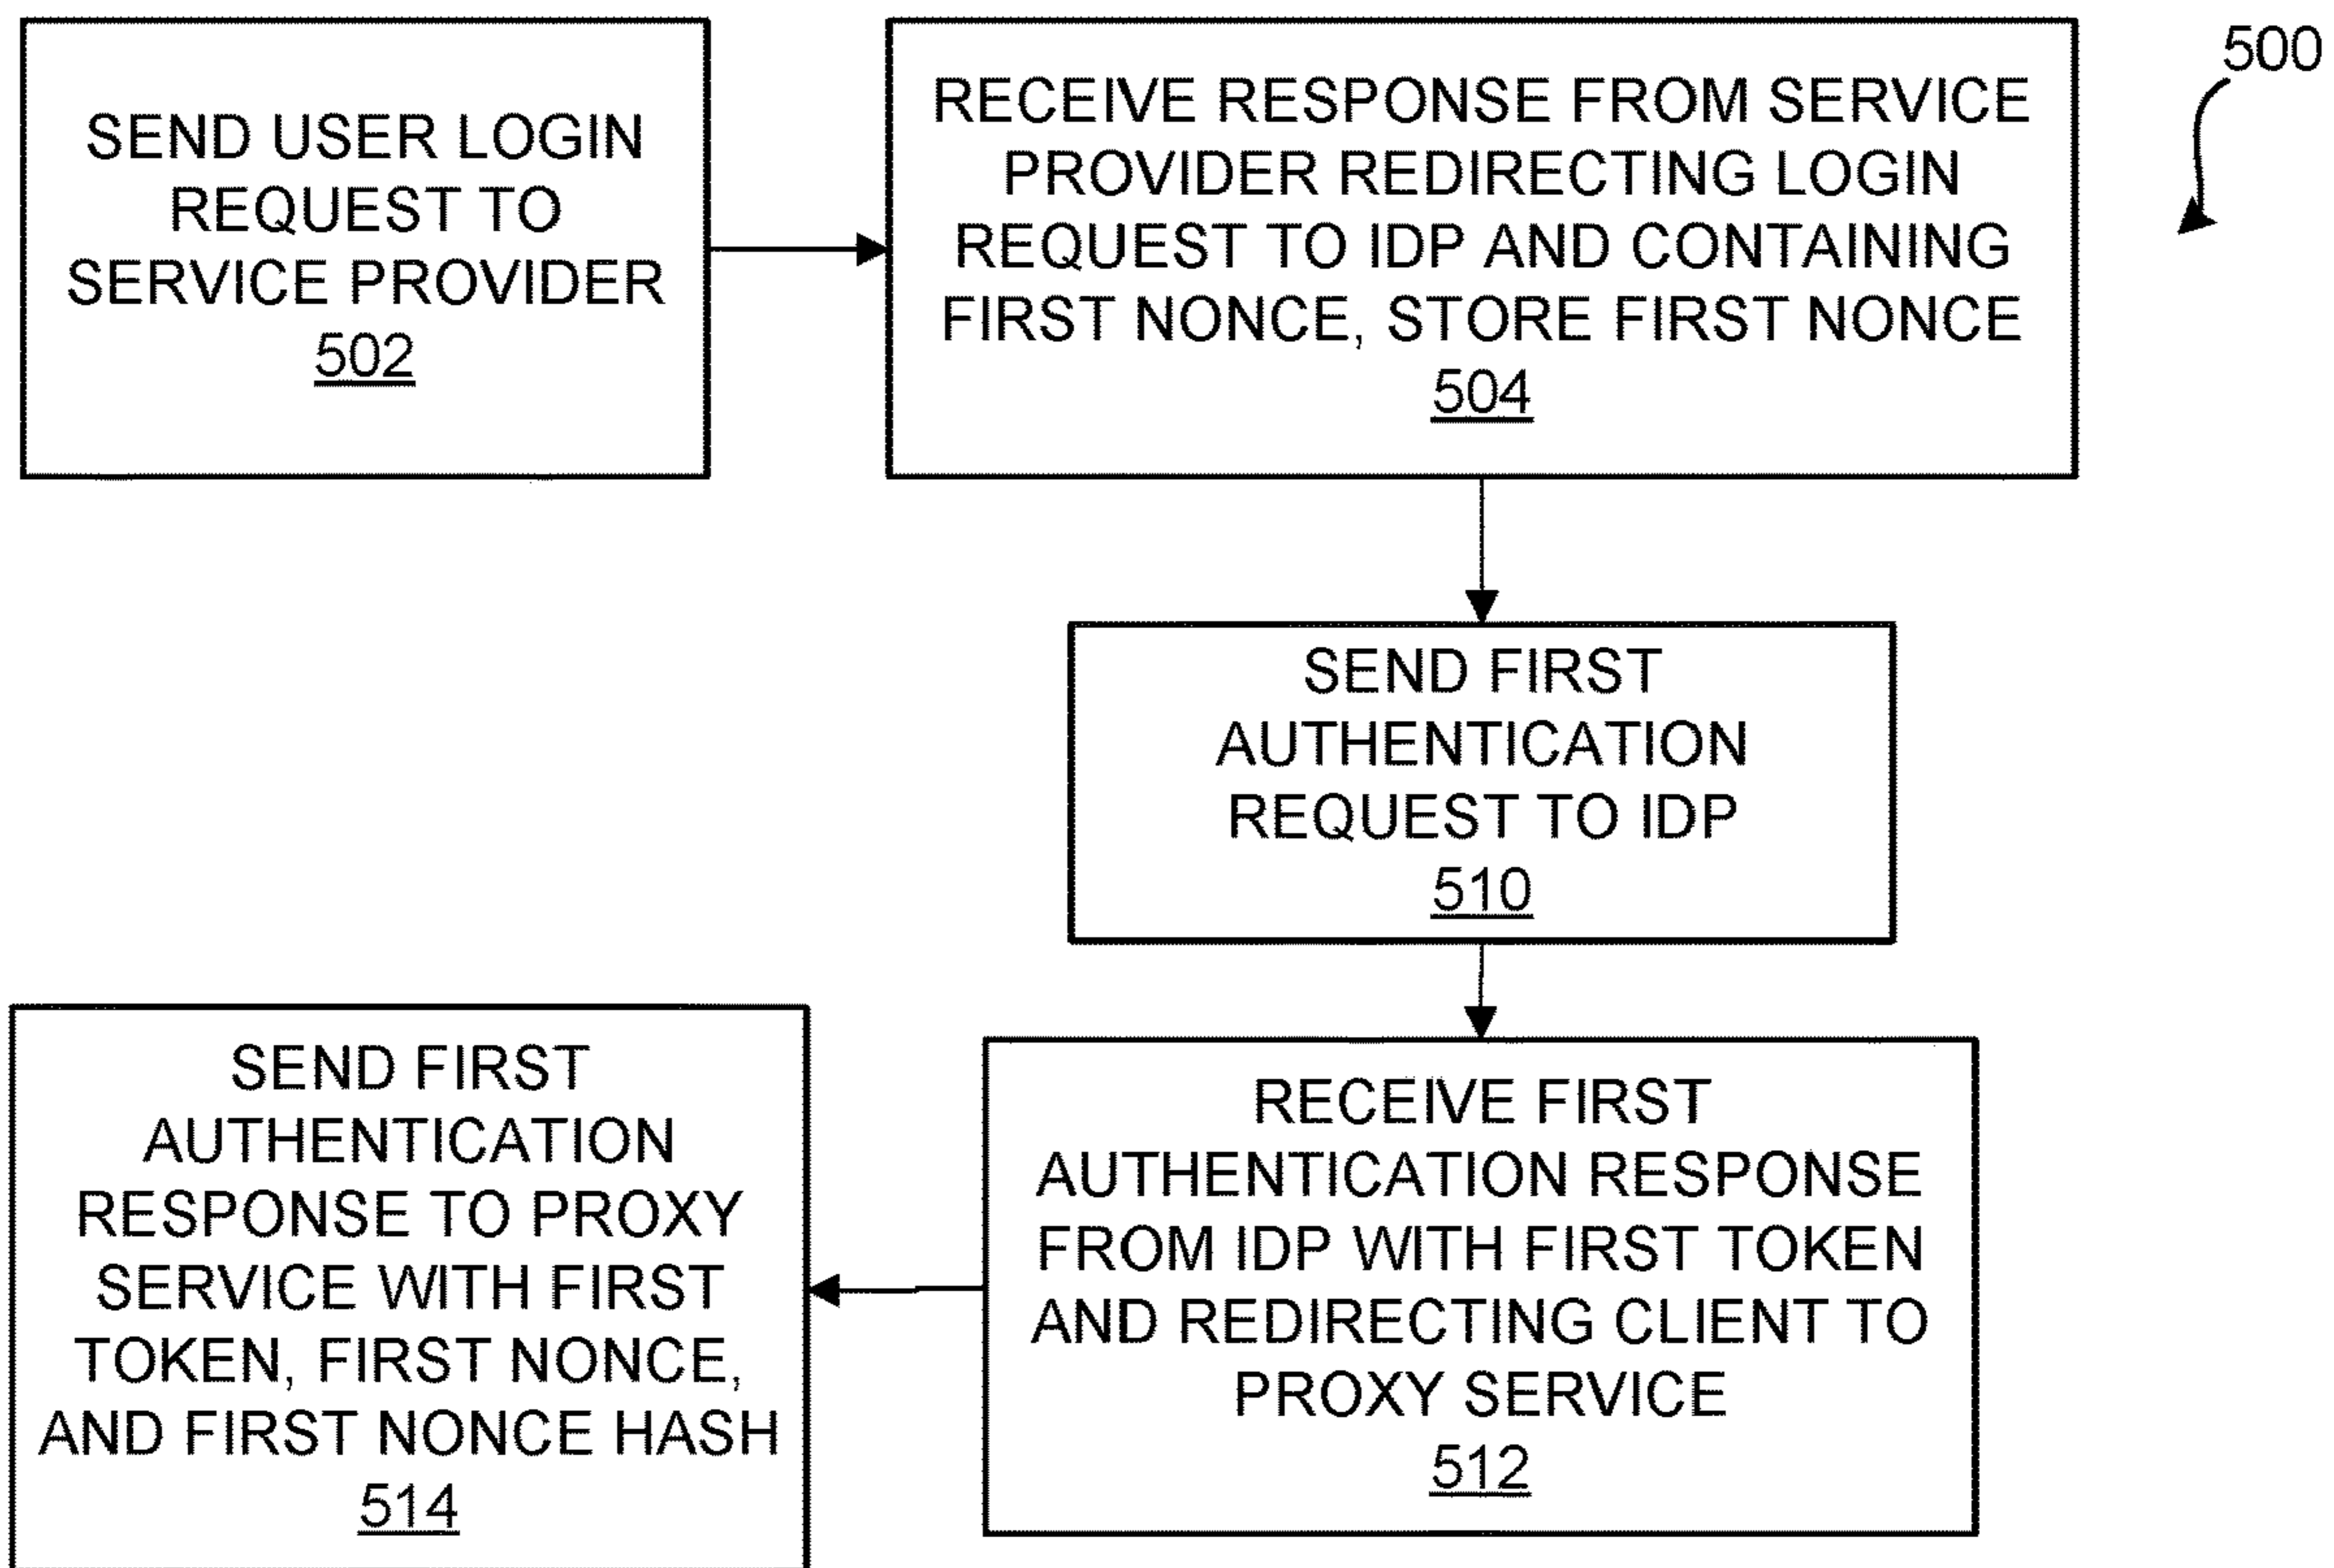 500
SEND USER LOGIN
REQUEST TO
SERVICE PROVIDER
502
RECEIVE RESPONSE FROM SERVICE
PROVIDER REDIRECTING LOGIN
REQUEST TO IDP AND CONTAINING
FIRST NONCE, STORE FIRST NONCE
504
SEND FIRST
AUTHENTICATION
REQUEST TO IDP
510
RECEIVE FIRST
AUTHENTICATION RESPONSE
FROM IDP WITH FIRST TOKEN
AND REDIRECTING CLIENT TO
PROXY SERVICE
512
SEND FIRST
AUTHENTICATION
RESPONSE TO PROXY
SERVICE WITH FIRST
TOKEN, FIRST NONCE,
AND FIRST NONCE HASH
514